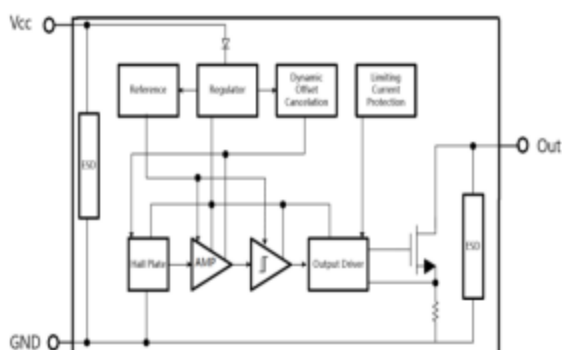 Vcc
Reference
Regulator
Dynamic
Offset
Cancelation
Limiting
Current
Protection
ESD
Out
Hall Plate
AMP
Output Driver
ESD
GND